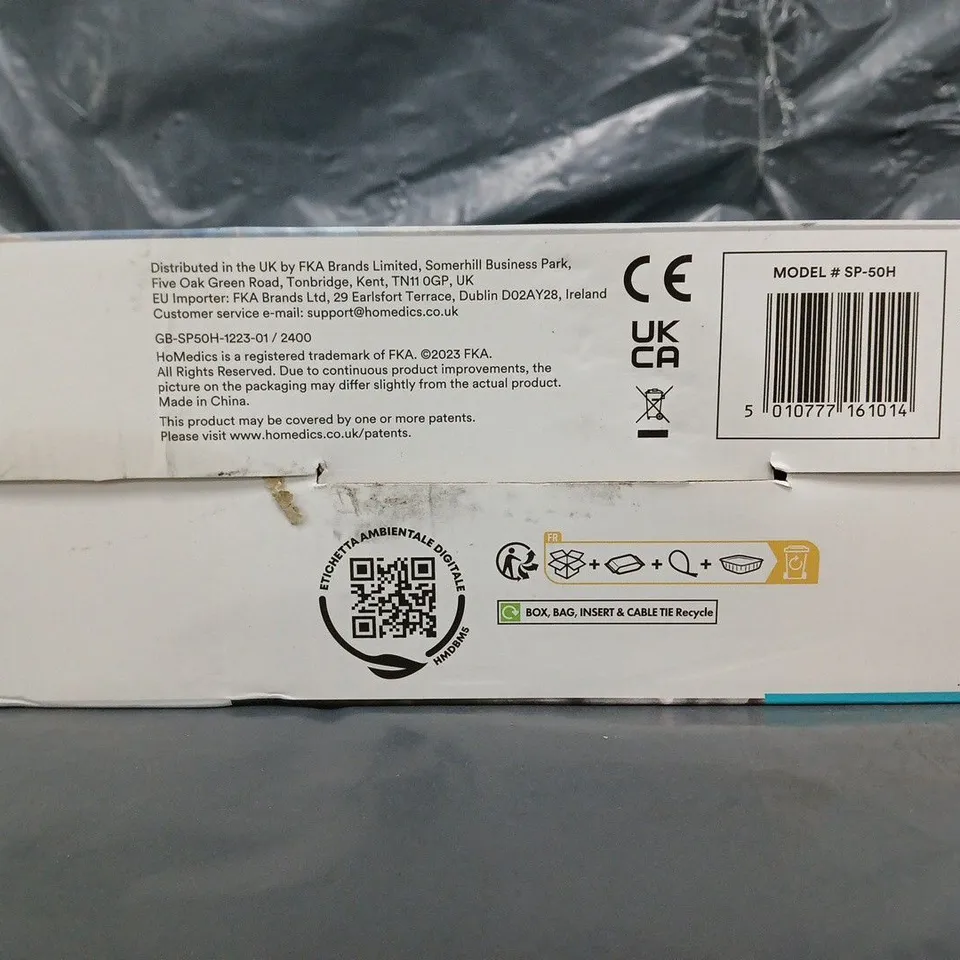 Distributed in the UK by FKA Brands Limited, Somerhill Business Park,
Five Oak Green Road, Tonbridge, Kent, TN11 0GP, UK
EU Importer: FKA Brands Ltd, 29 Earlsfort Terrace, Dublin D02AY28, Ireland
Customer service e-mail: support@homedics.co.uk
GB-SP50H-1223-01 / 2400
HoMedics is a registered trademark of FKA. ©2023 FKA.
All Rights Reserved. Due to continuous product improvements, the
picture on the packaging may differ slightly from the actual product.
Made in China.
This product may be covered by one or more patents.
Please visit www.homedics.co.uk/patents.
CE
UK
CA
MODEL # SP-50H
5 010777 161014
ETICHETTA AMBIENTALE DIGITALE
HMDBM5
FR
+ + +
BOX, BAG, INSERT & CABLE TIE Recycle